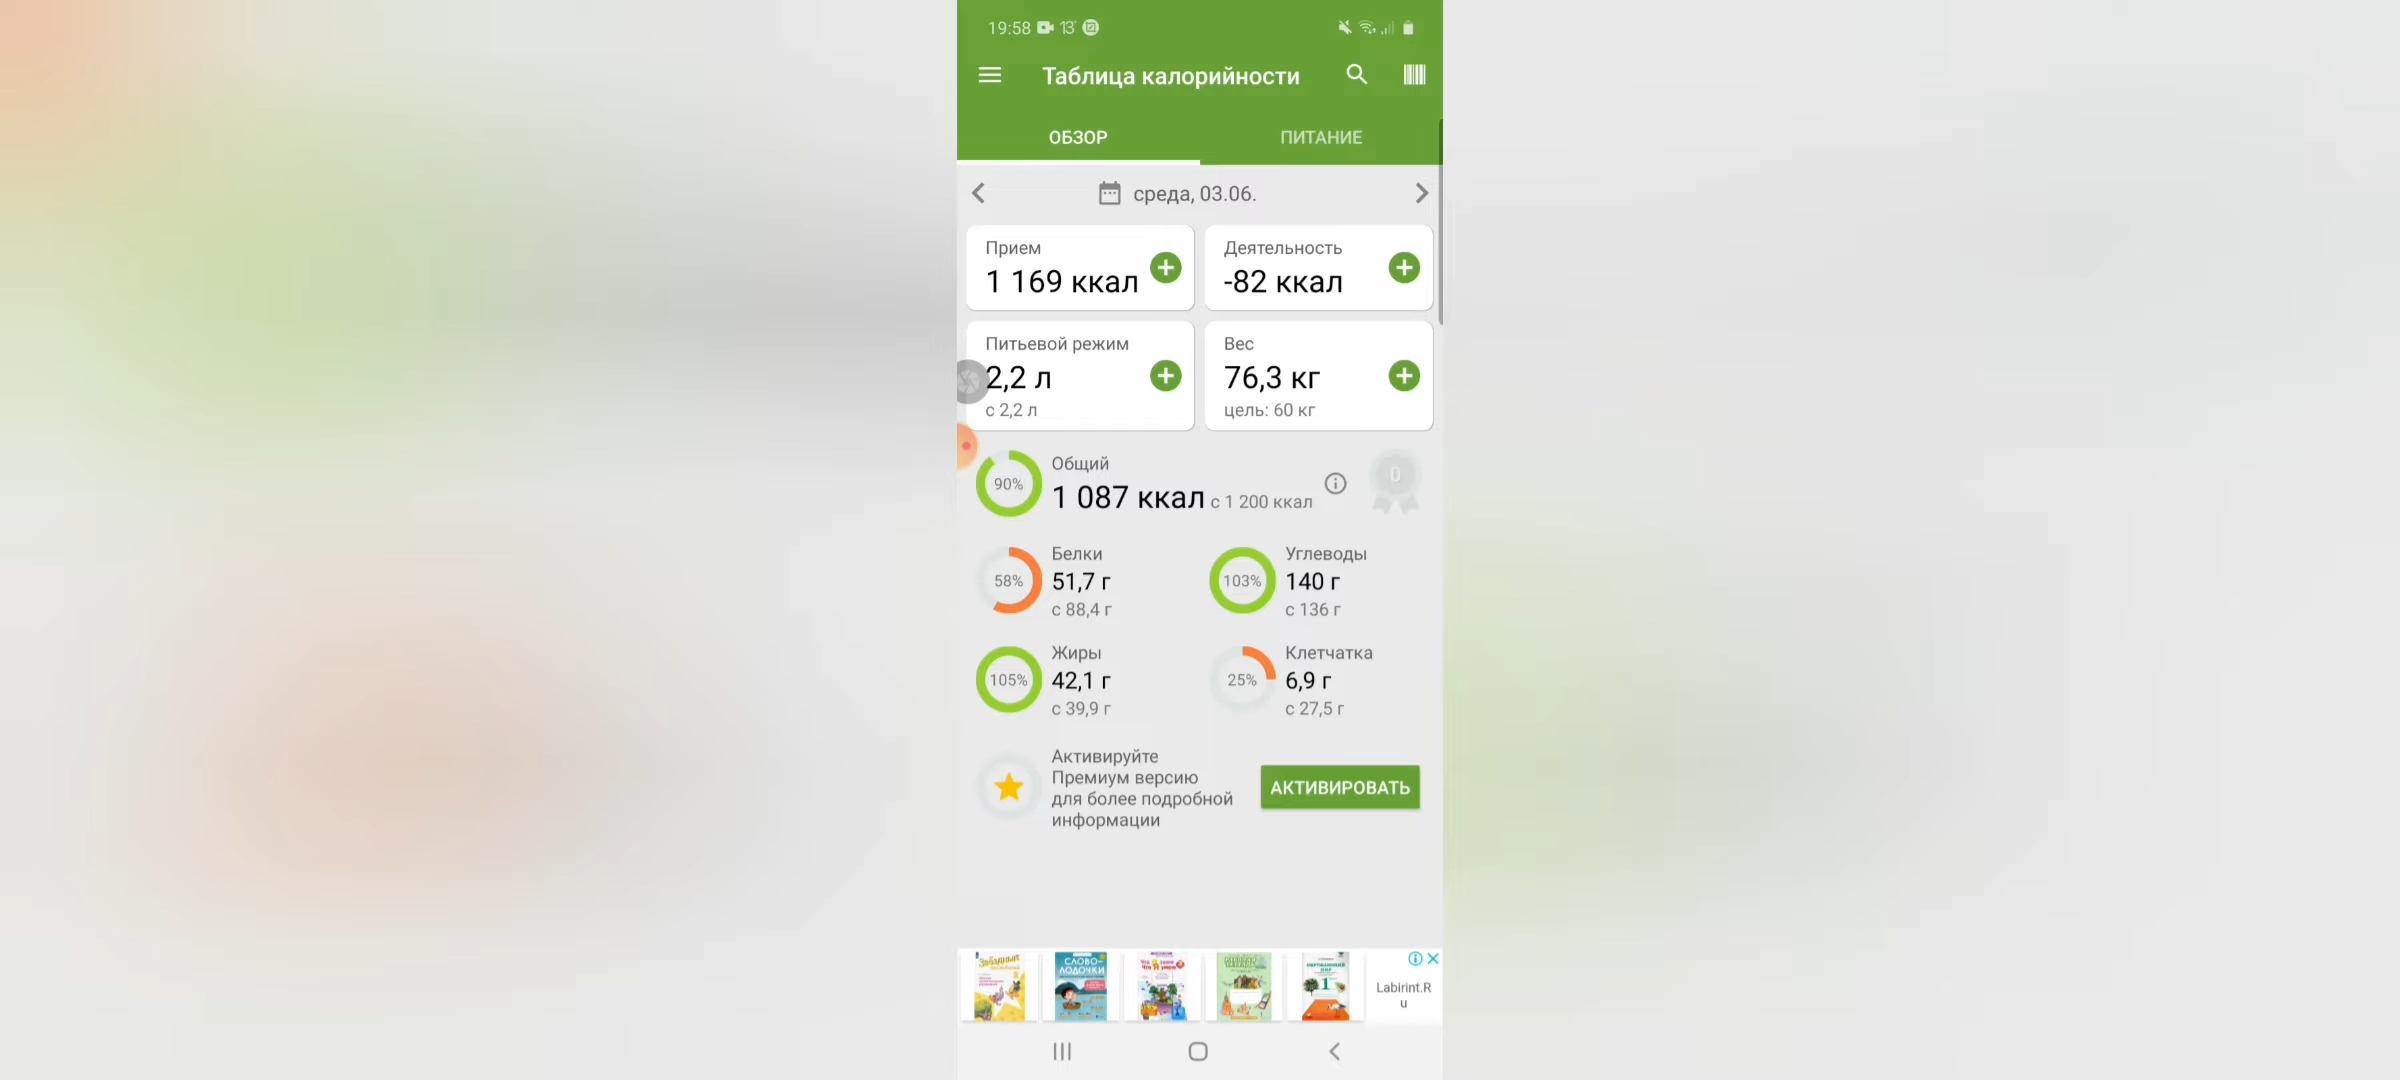 19:58 13°
Таблица калорийности
ОБЗОР ПИТАНИЕ
среда, 03.06.
Прием
1 169 ккал
Деятельность
-82 ккал
Питьевой режим
2,2 л
с 2,2 л
Вес
76,3 кг
цель: 60 кг
90%
Общий
1 087 ккал с 1 200 ккал
0
58%
Белки
51,7 г
с 88,4 г
103%
Углеводы
140 г
с 136 г
105%
Жиры
42,1 г
с 39,9 г
25%
Клетчатка
6,9 г
с 27,5 г
Активируйте
Премиум версию
для более подробной
информации
АКТИВИРОВАТЬ
СЛОВО-
ЛОДОЧКИ
ОКРУЖАЮЩИЙ
МИР
1
Labirint.R
u